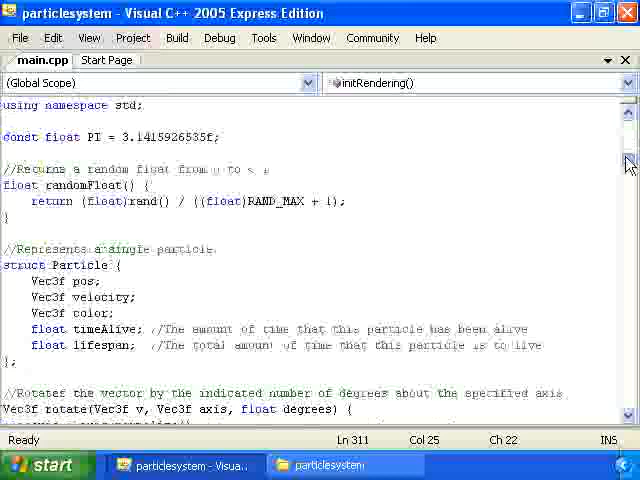 particlesystem - Visual C++ 2005 Express Edition
File Edit View Project Build Debug Tools Window Community Help
main.cpp Start Page
(Global Scope) initRendering()
using namespace std;
const float PI = 3.1415926535f;
//Returns a random float from 0 to < 1
float randomFloat() {
return (float)rand() / ((float)RAND_MAX + 1);
}
//Represents a single particle
struct Particle {
Vec3f pos;
Vec3f velocity;
Vec3f color;
float timeAlive; //The amount of time that this particle has been alive
float lifespan; //The total amount of time that this particle is to live
};
//Rotates the vector by the indicated number of degrees about the specified axis
Vec3f rotate(Vec3f v, Vec3f axis, float degrees) {
Ready Ln 311 Col 25 Ch 22 INS
start particlesystem - Visua... particlesystem